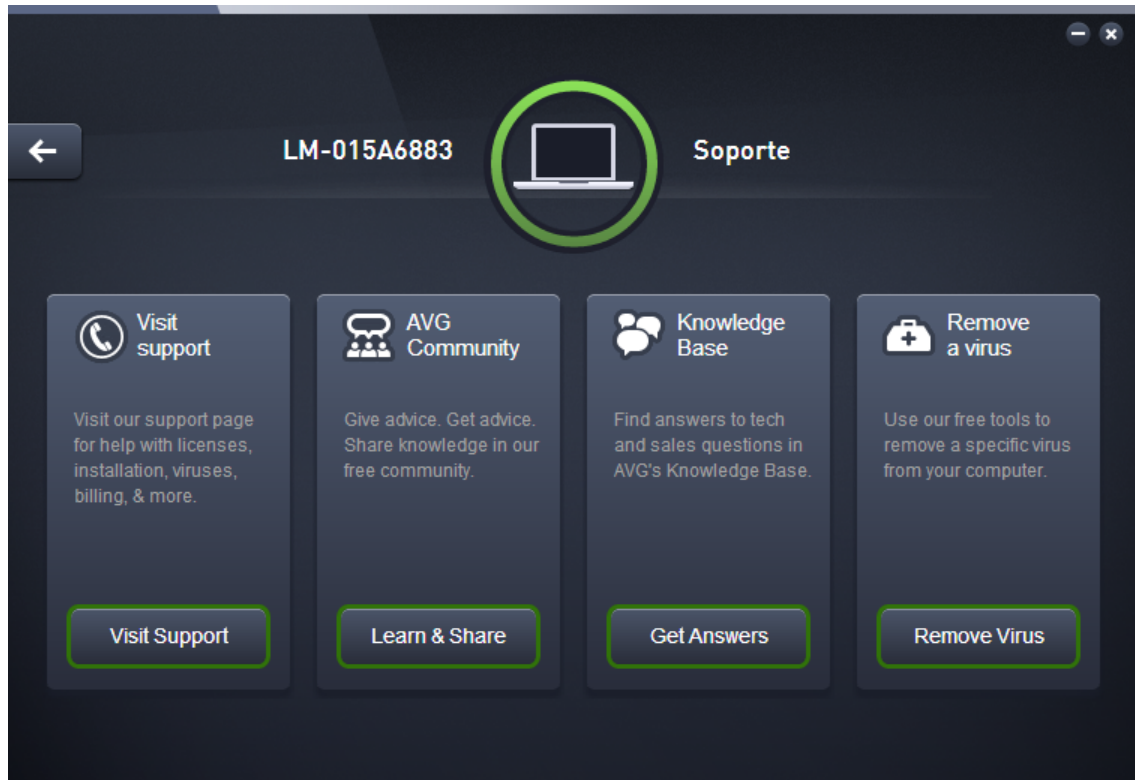 LM-015A6883
Soporte
Visit
support
Visit our support page
for help with licenses,
installation, viruses,
billing, & more.
Visit Support
AVG
Community
Give advice. Get advice.
Share knowledge in our
free community.
Learn & Share
Knowledge
Base
Find answers to tech
and sales questions in
AVG's Knowledge Base.
Get Answers
Remove
a virus
Use our free tools to
remove a specific virus
from your computer.
Remove Virus